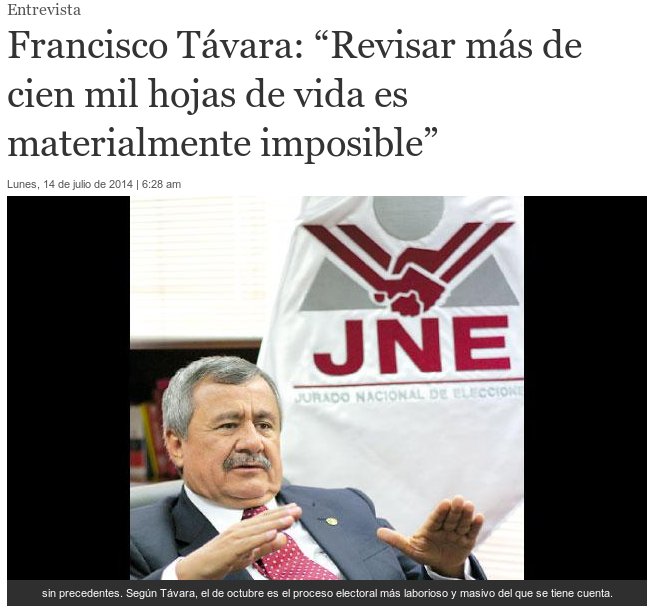 Entrevista
Francisco Távara: “Revisar más de
cien mil hojas de vida es
materialmente imposible”
Lunes, 14 de julio de 2014 | 6:28 am
JNE
JURADO NACIONAL DE ELECCIONE
sin precedentes. Según Távara, el de octubre es el proceso electoral más laborioso y masivo del que se tiene cuenta.